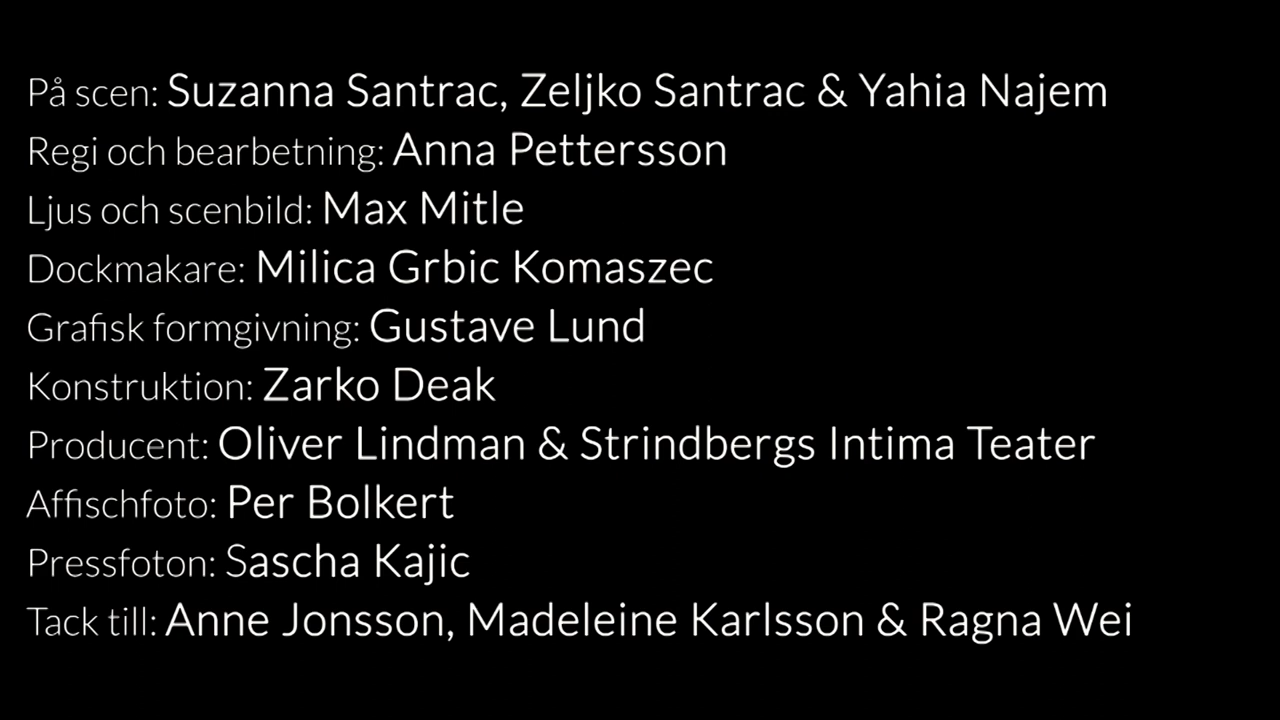 På scen: Suzanna Santrac, Zeljko Santrac & Yahia Najem
Regi och bearbetning: Anna Pettersson
Ljus och scenbild: Max Mitle
Dockmakare: Milica Grbic Komaszec
Grafisk formgivning: Gustave Lund
Konstruktion: Zarko Deak
Producent: Oliver Lindman & Strindbergs Intima Teater
Affischfoto: Per Bolkert
Pressfoton: Sascha Kajic
Tack till: Anne Jonsson, Madeleine Karlsson & Ragna Wei